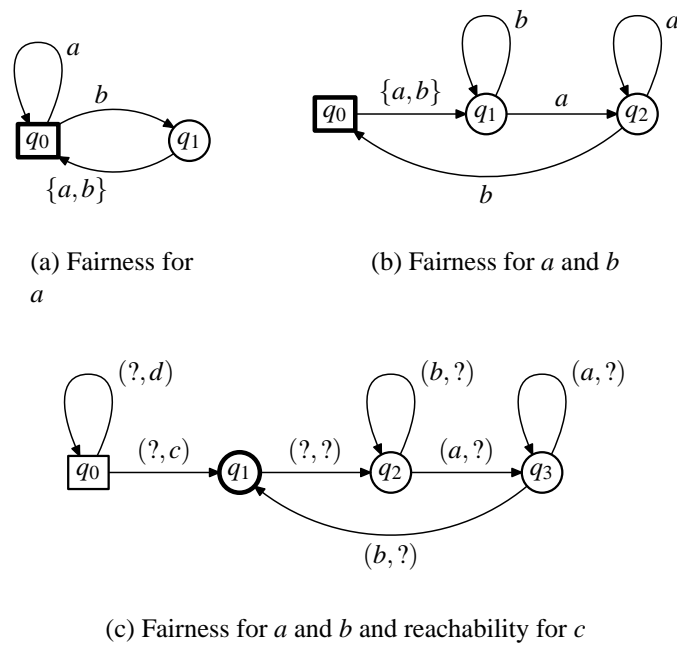 a
b
q0
q1
{a,b}
(a) Fairness for
a
b
a
{a,b}
a
q0
q1
q2
b
(b) Fairness for a and b
(?,d)
(b,?)
(a,?)
(?,c)
(?,?)
(a,?)
q0
q1
q2
q3
(b,?)
(c) Fairness for a and b and reachability for c